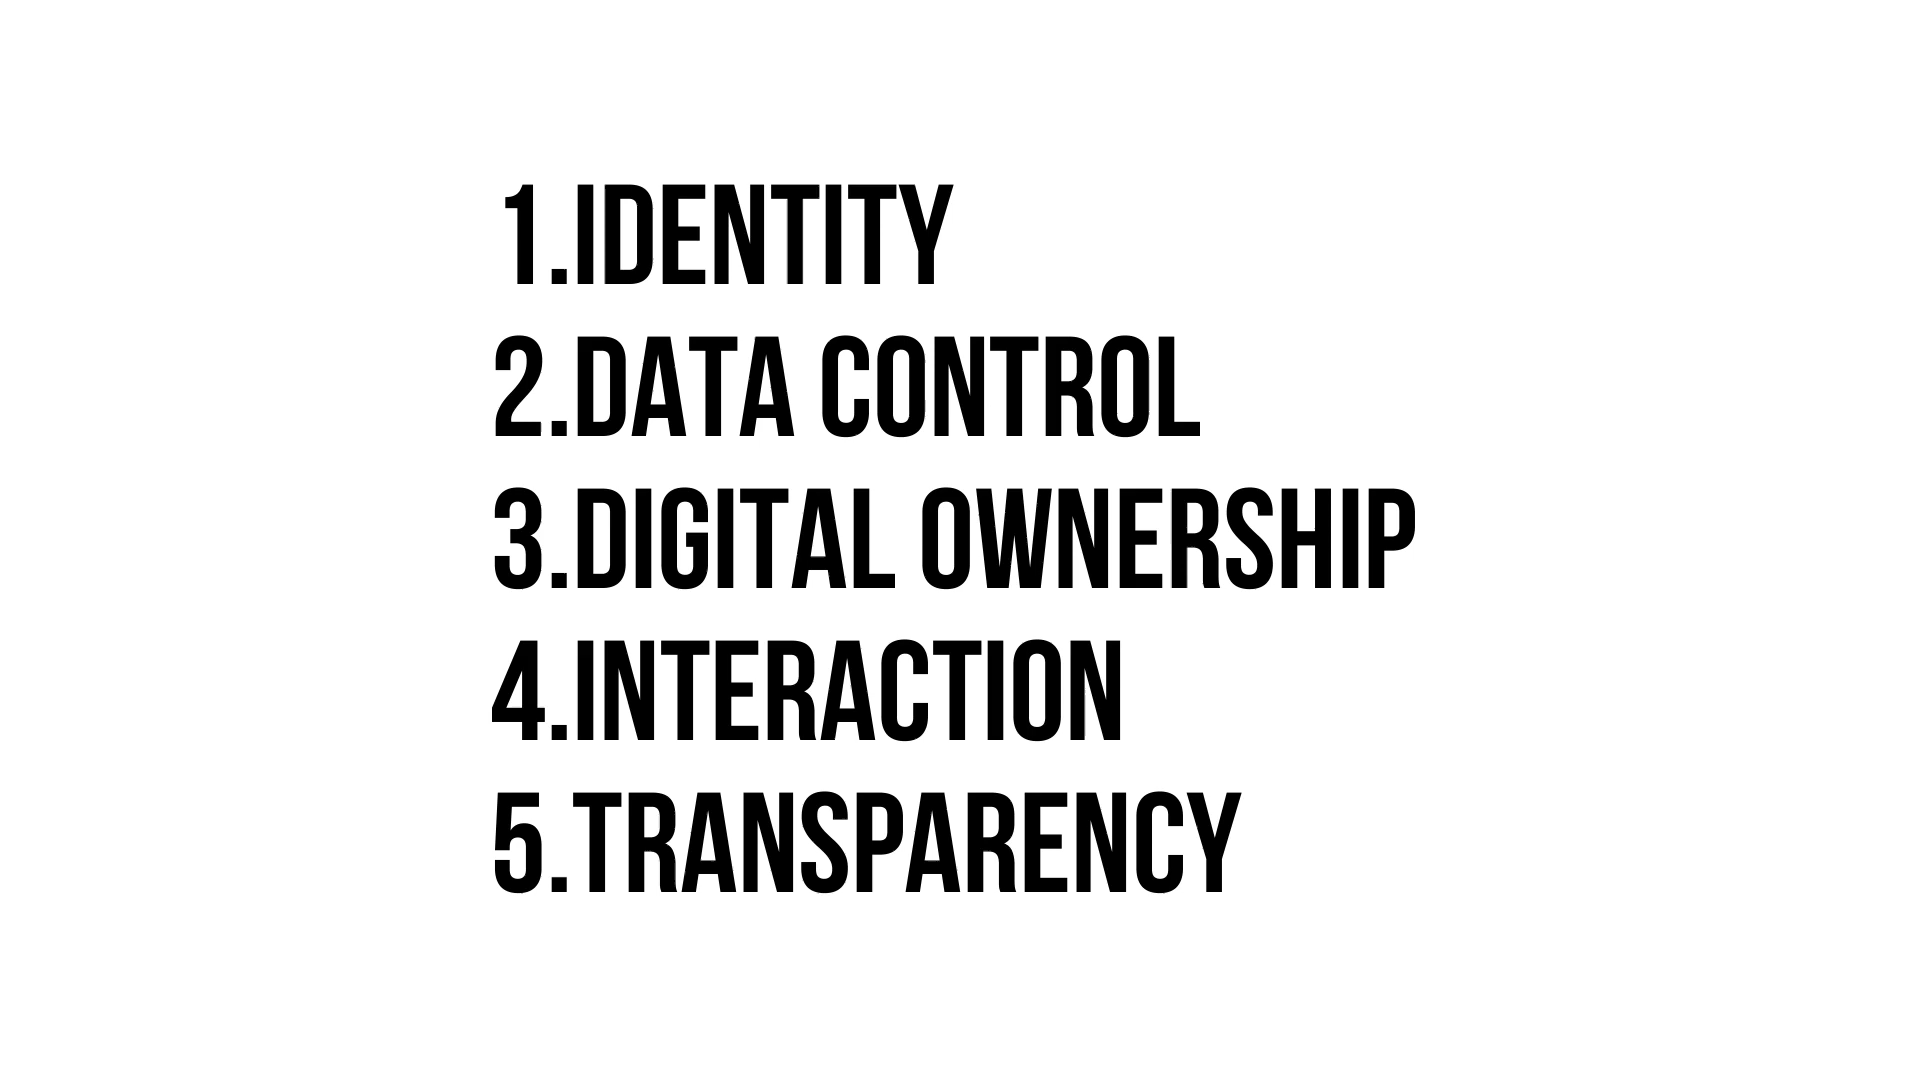 1.IDENTITY
2.DATA CONTROL
3.DIGITAL OWNERSHIP
4.INTERACTION
5.TRANSPARENCY